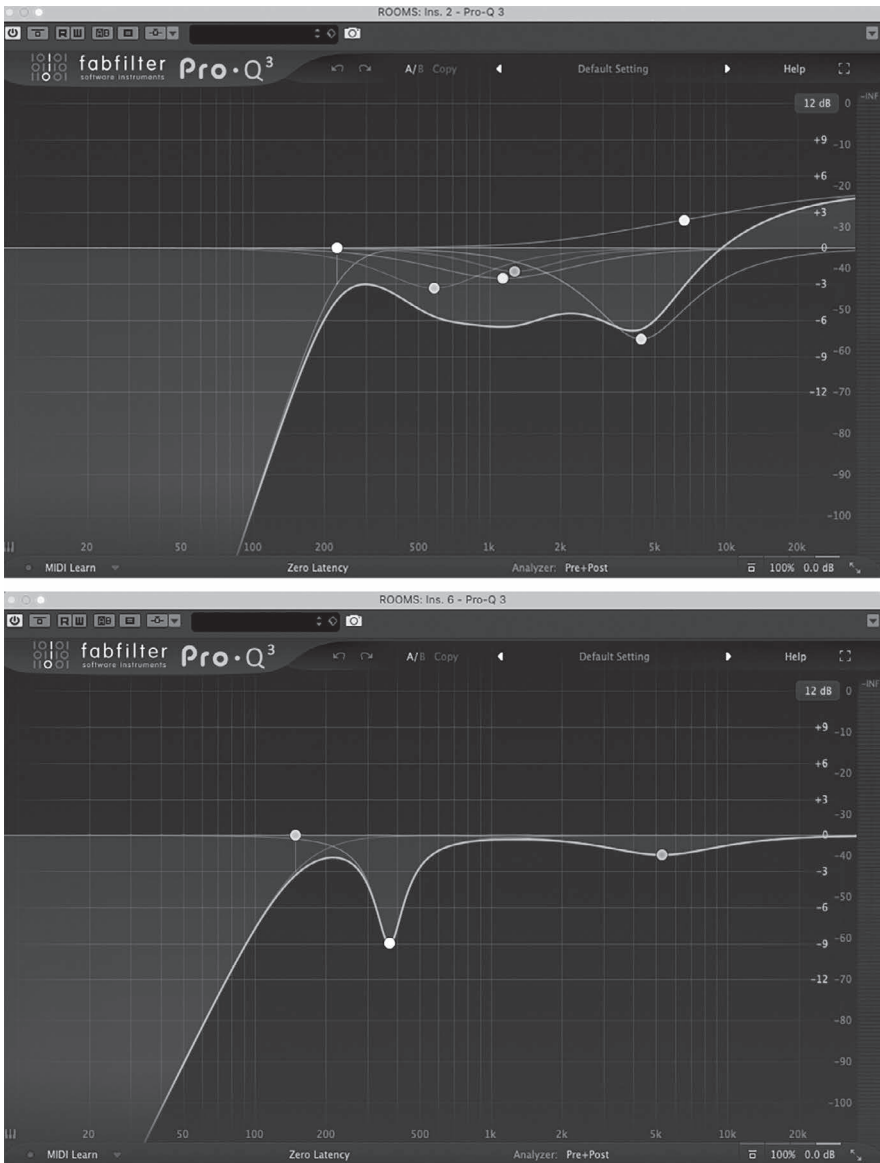 ROOMS: Ins. 2 - Pro-Q 3
R W
fabfilter
software instruments
Pro·Q3
A/B Copy
Default Setting
Help
-INF
12 dB 0
+9 -10
+6 -20
+3 -30
0
-3 -40
-6 -50
-9 -60
-12 -70
-80
-90
-100
20 50 100 200 500 1k 2k 5k 10k 20k
MIDI Learn Zero Latency Analyzer: Pre+Post 100% 0.0 dB
ROOMS: Ins. 6 - Pro-Q 3
R W
fabfilter
software instruments
Pro·Q3
A/B Copy
Default Setting
Help
-INF
12 dB 0
+9 -10
+6 -20
+3 -30
0
-3 -40
-6 -50
-9 -60
-12 -70
-80
-90
-100
20 50 100 200 500 1k 2k 5k 10k 20k
MIDI Learn Zero Latency Analyzer: Pre+Post 100% 0.0 dB